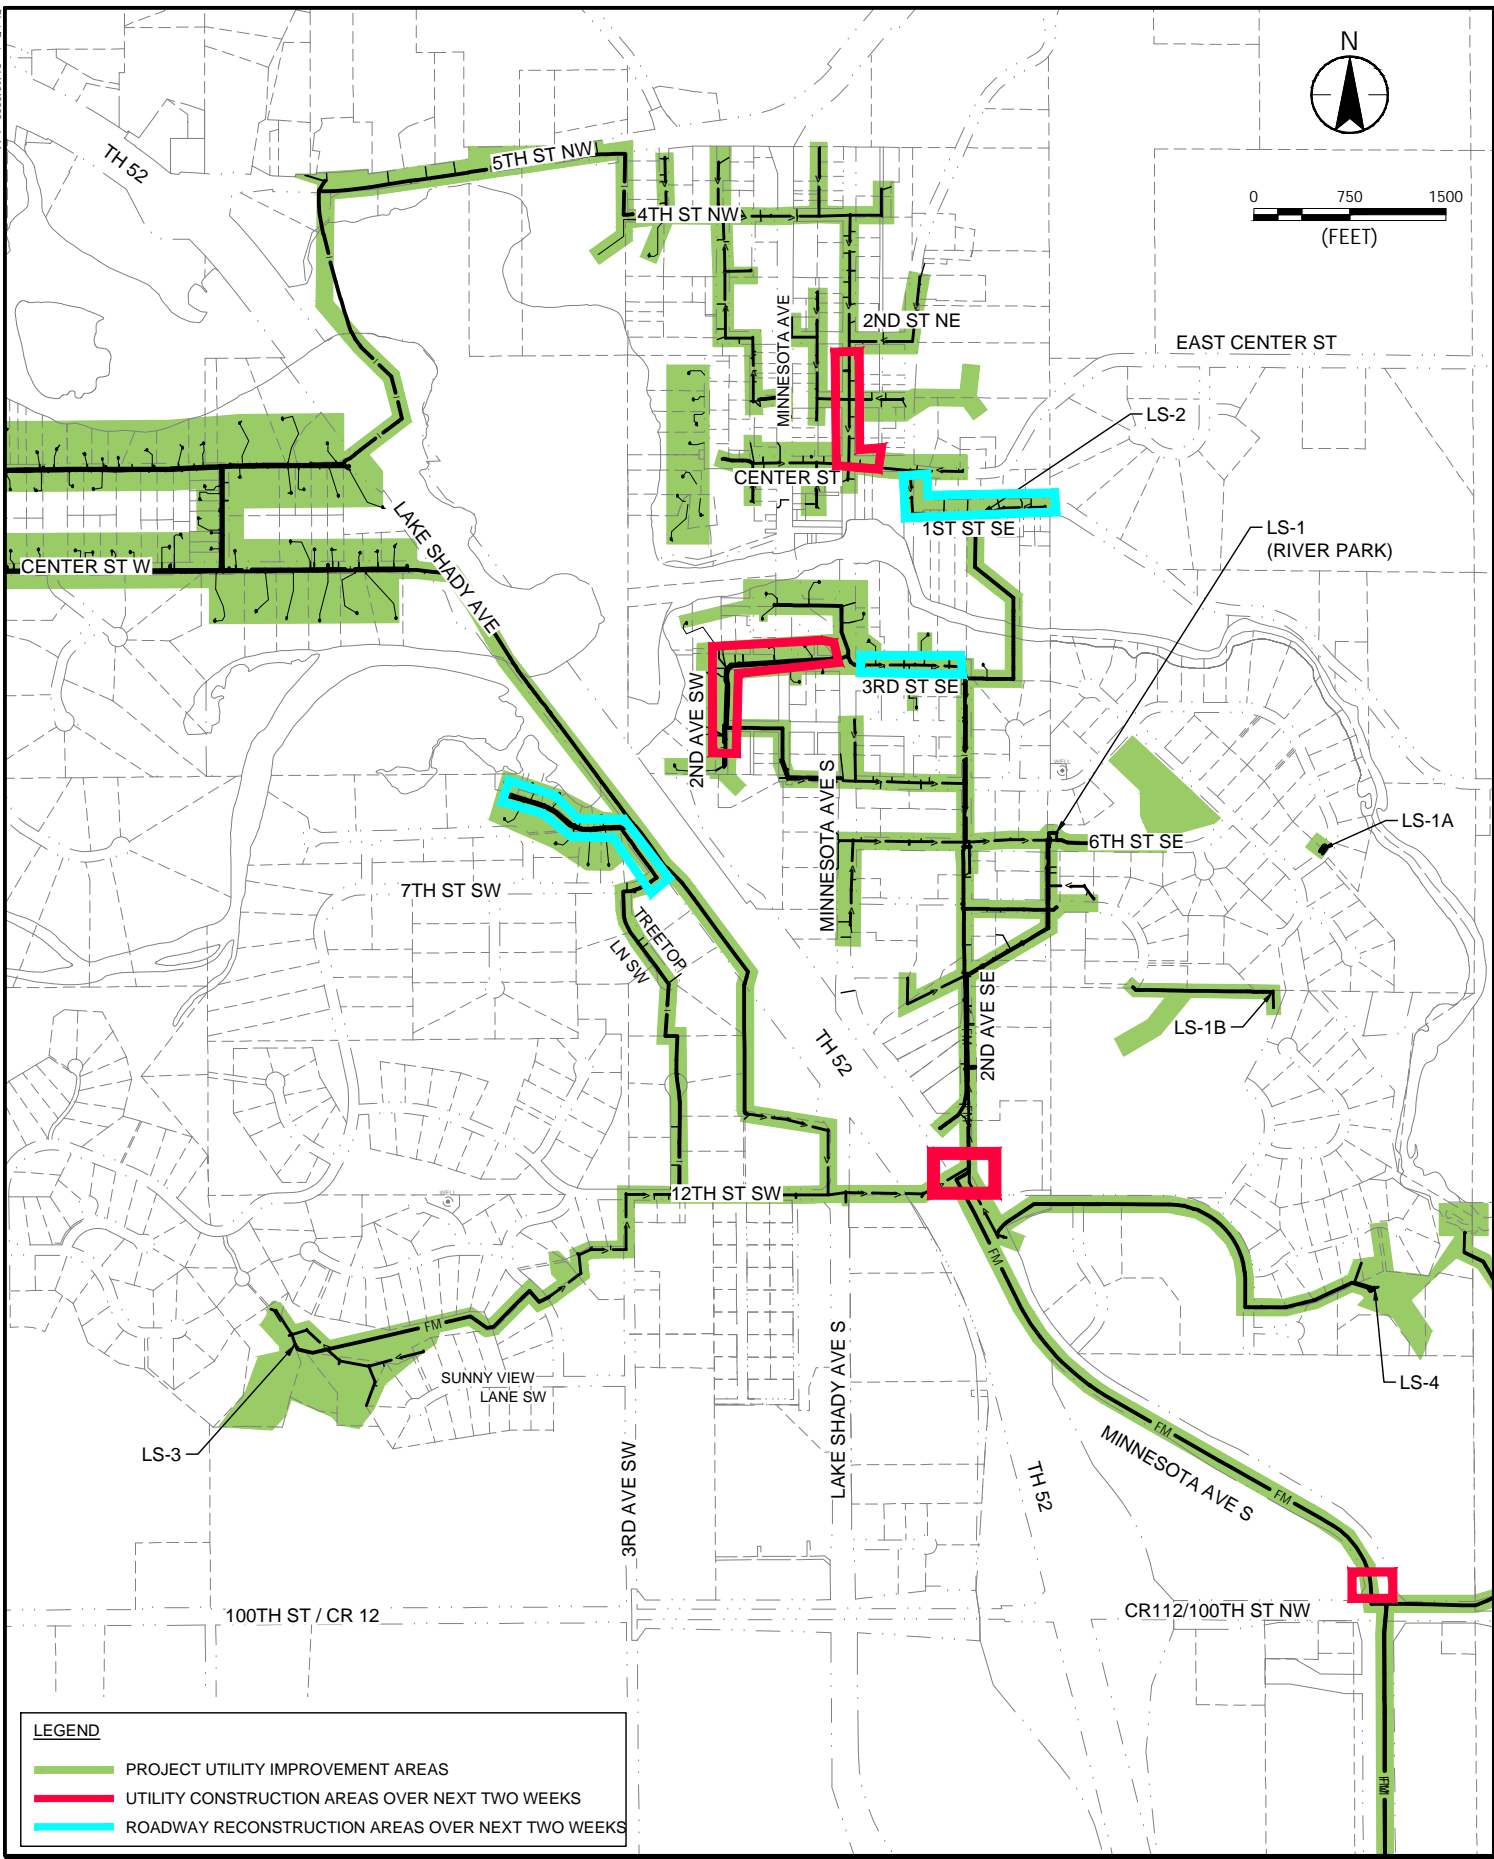 N
0 750 1500
(FEET)
TH 52
5TH ST NW
4TH ST NW
MINNESOTA AVE
2ND ST NE
EAST CENTER ST
LS-2
CENTER ST
1ST ST SE
LS-1
(RIVER PARK)
CENTER ST W
LAKE SHADY AVE
2ND AVE SW
3RD ST SE
MINNESOTA AVE S
WELL
LS-1A
6TH ST SE
7TH ST SW
MINNESOTA AVE S
TREETOP
LN SW
2ND AVE SE
LS-1B
TH 52
FM
WELL
12TH ST SW
FM
FM
SUNNY VIEW
LANE SW
LAKE SHADY AVE S
LS-4
LS-3
FM
MINNESOTA AVE S
TH 52
FM
3RD AVE SW
100TH ST / CR 12
CR112/100TH ST NW
FM
LEGEND
PROJECT UTILITY IMPROVEMENT AREAS
UTILITY CONSTRUCTION AREAS OVER NEXT TWO WEEKS
ROADWAY RECONSTRUCTION AREAS OVER NEXT TWO WEEKS